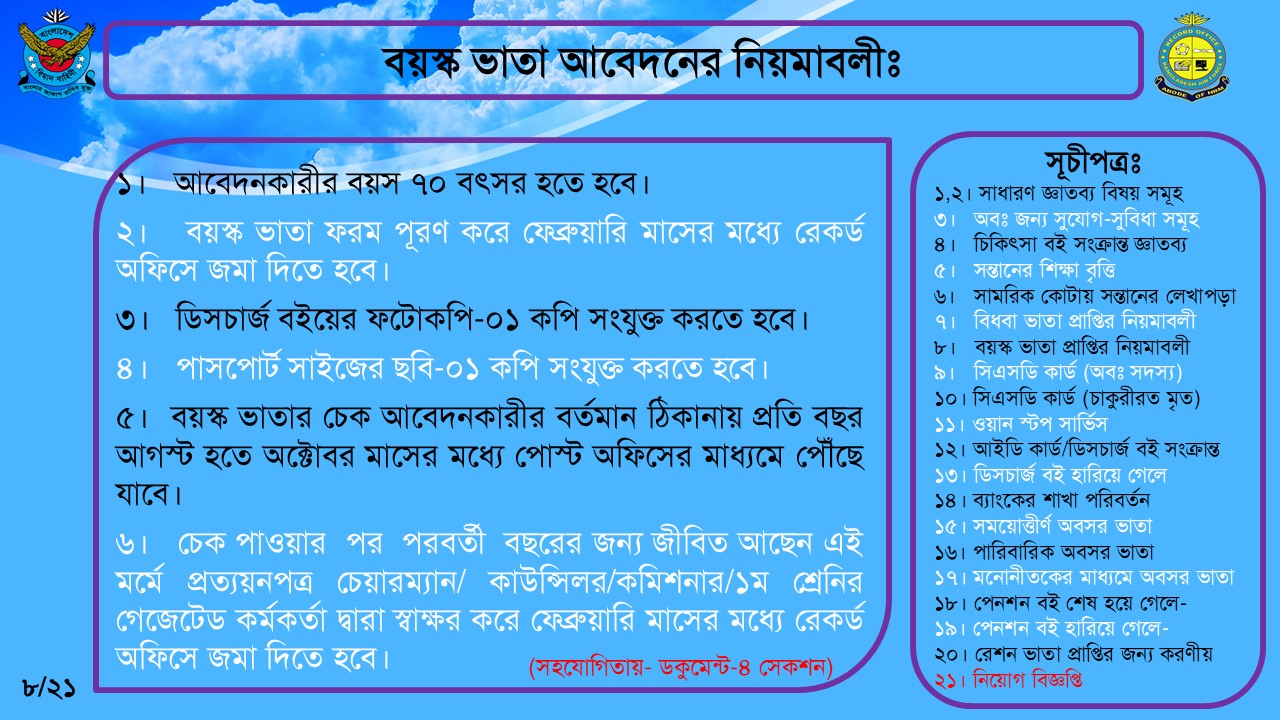 বাংলাদেশ
বিমান বাহিনী
বাংলার আকাশ রাখিব মুক্ত
বয়স্ক ভাতা আবেদনের নিয়মাবলীঃ
RECORD OFFICE
BANGLADESH AIR FORCE
ABODE OF HRM
১। আবেদনকারীর বয়স ৭০ বৎসর হতে হবে।
২। বয়স্ক ভাতা ফরম পূরণ করে ফেব্রুয়ারি মাসের মধ্যে রেকর্ড
অফিসে জমা দিতে হবে।
৩। ডিসচার্জ বইয়ের ফটোকপি-০১ কপি সংযুক্ত করতে হবে।
৪। পাসপোর্ট সাইজের ছবি-০১ কপি সংযুক্ত করতে হবে।
৫। বয়স্ক ভাতার চেক আবেদনকারীর বর্তমান ঠিকানায় প্রতি বছর
আগস্ট হতে অক্টোবর মাসের মধ্যে পোস্ট অফিসের মাধ্যমে পৌঁছে
যাবে।
৬। চেক পাওয়ার পর পরবর্তী বছরের জন্য জীবিত আছেন এই
মর্মে প্রত্যয়নপত্র চেয়ারম্যান/ কাউন্সিলর/কমিশনার/১ম শ্রেনির
গেজেটেড কর্মকর্তা দ্বারা স্বাক্ষর করে ফেব্রুয়ারি মাসের মধ্যে রেকর্ড
অফিসে জমা দিতে হবে।
(সহযোগিতায়- ডকুমেন্ট-৪ সেকশন)
৮/২১
সূচীপত্রঃ
১,২। সাধারণ জ্ঞাতব্য বিষয় সমূহ
৩। অবঃ জন্য সুযোগ-সুবিধা সমূহ
৪। চিকিৎসা বই সংক্রান্ত জ্ঞাতব্য
৫। সন্তানের শিক্ষা বৃত্তি
৬। সামরিক কোটায় সন্তানের লেখাপড়া
৭। বিধবা ভাতা প্রাপ্তির নিয়মাবলী
৮। বয়স্ক ভাতা প্রাপ্তির নিয়মাবলী
৯। সিএসডি কার্ড (অবঃ সদস্য)
১০। সিএসডি কার্ড (চাকুরীরত মৃত)
১১। ওয়ান স্টপ সার্ভিস
১২। আইডি কার্ড/ডিসচার্জ বই সংক্রান্ত
১৩। ডিসচার্জ বই হারিয়ে গেলে
১৪। ব্যাংকের শাখা পরিবর্তন
১৫। সময়োত্তীর্ণ অবসর ভাতা
১৬। পারিবারিক অবসর ভাতা
১৭। মনোনীতকের মাধ্যমে অবসর ভাতা
১৮। পেনশন বই শেষ হয়ে গেলে-
১৯। পেনশন বই হারিয়ে গেলে-
২০। রেশন ভাতা প্রাপ্তির জন্য করণীয়
২১। নিয়োগ বিজ্ঞপ্তি